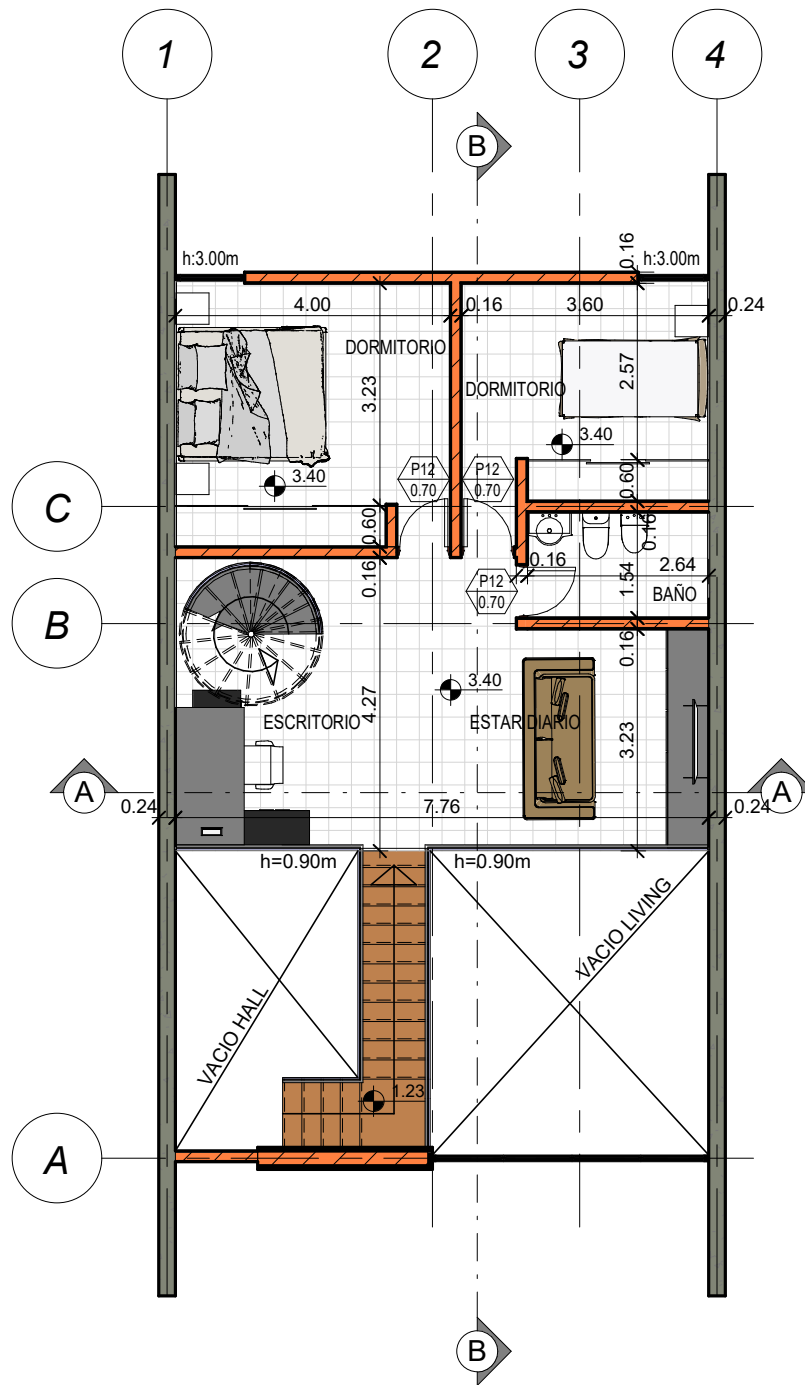 1
2
3
4
B
h:3.00m
0.16
h:3.00m
4.00
0.16
3.60
0.24
DORMITORIO
3.23
DORMITORIO
2.57
3.40
P12
0.70
P12
0.70
3.40
C
0.60
0.60
0.16
0.16
0.16
2.64
P12
0.70
1.54
BAÑO
B
0.16
3.40
ESCRITORIO
4.27
ESTAR DIARIO
3.23
A
A
0.24
7.76
0.24
h=0.90m
h=0.90m
VACIO HALL
VACIO LIVING
1.23
A
B